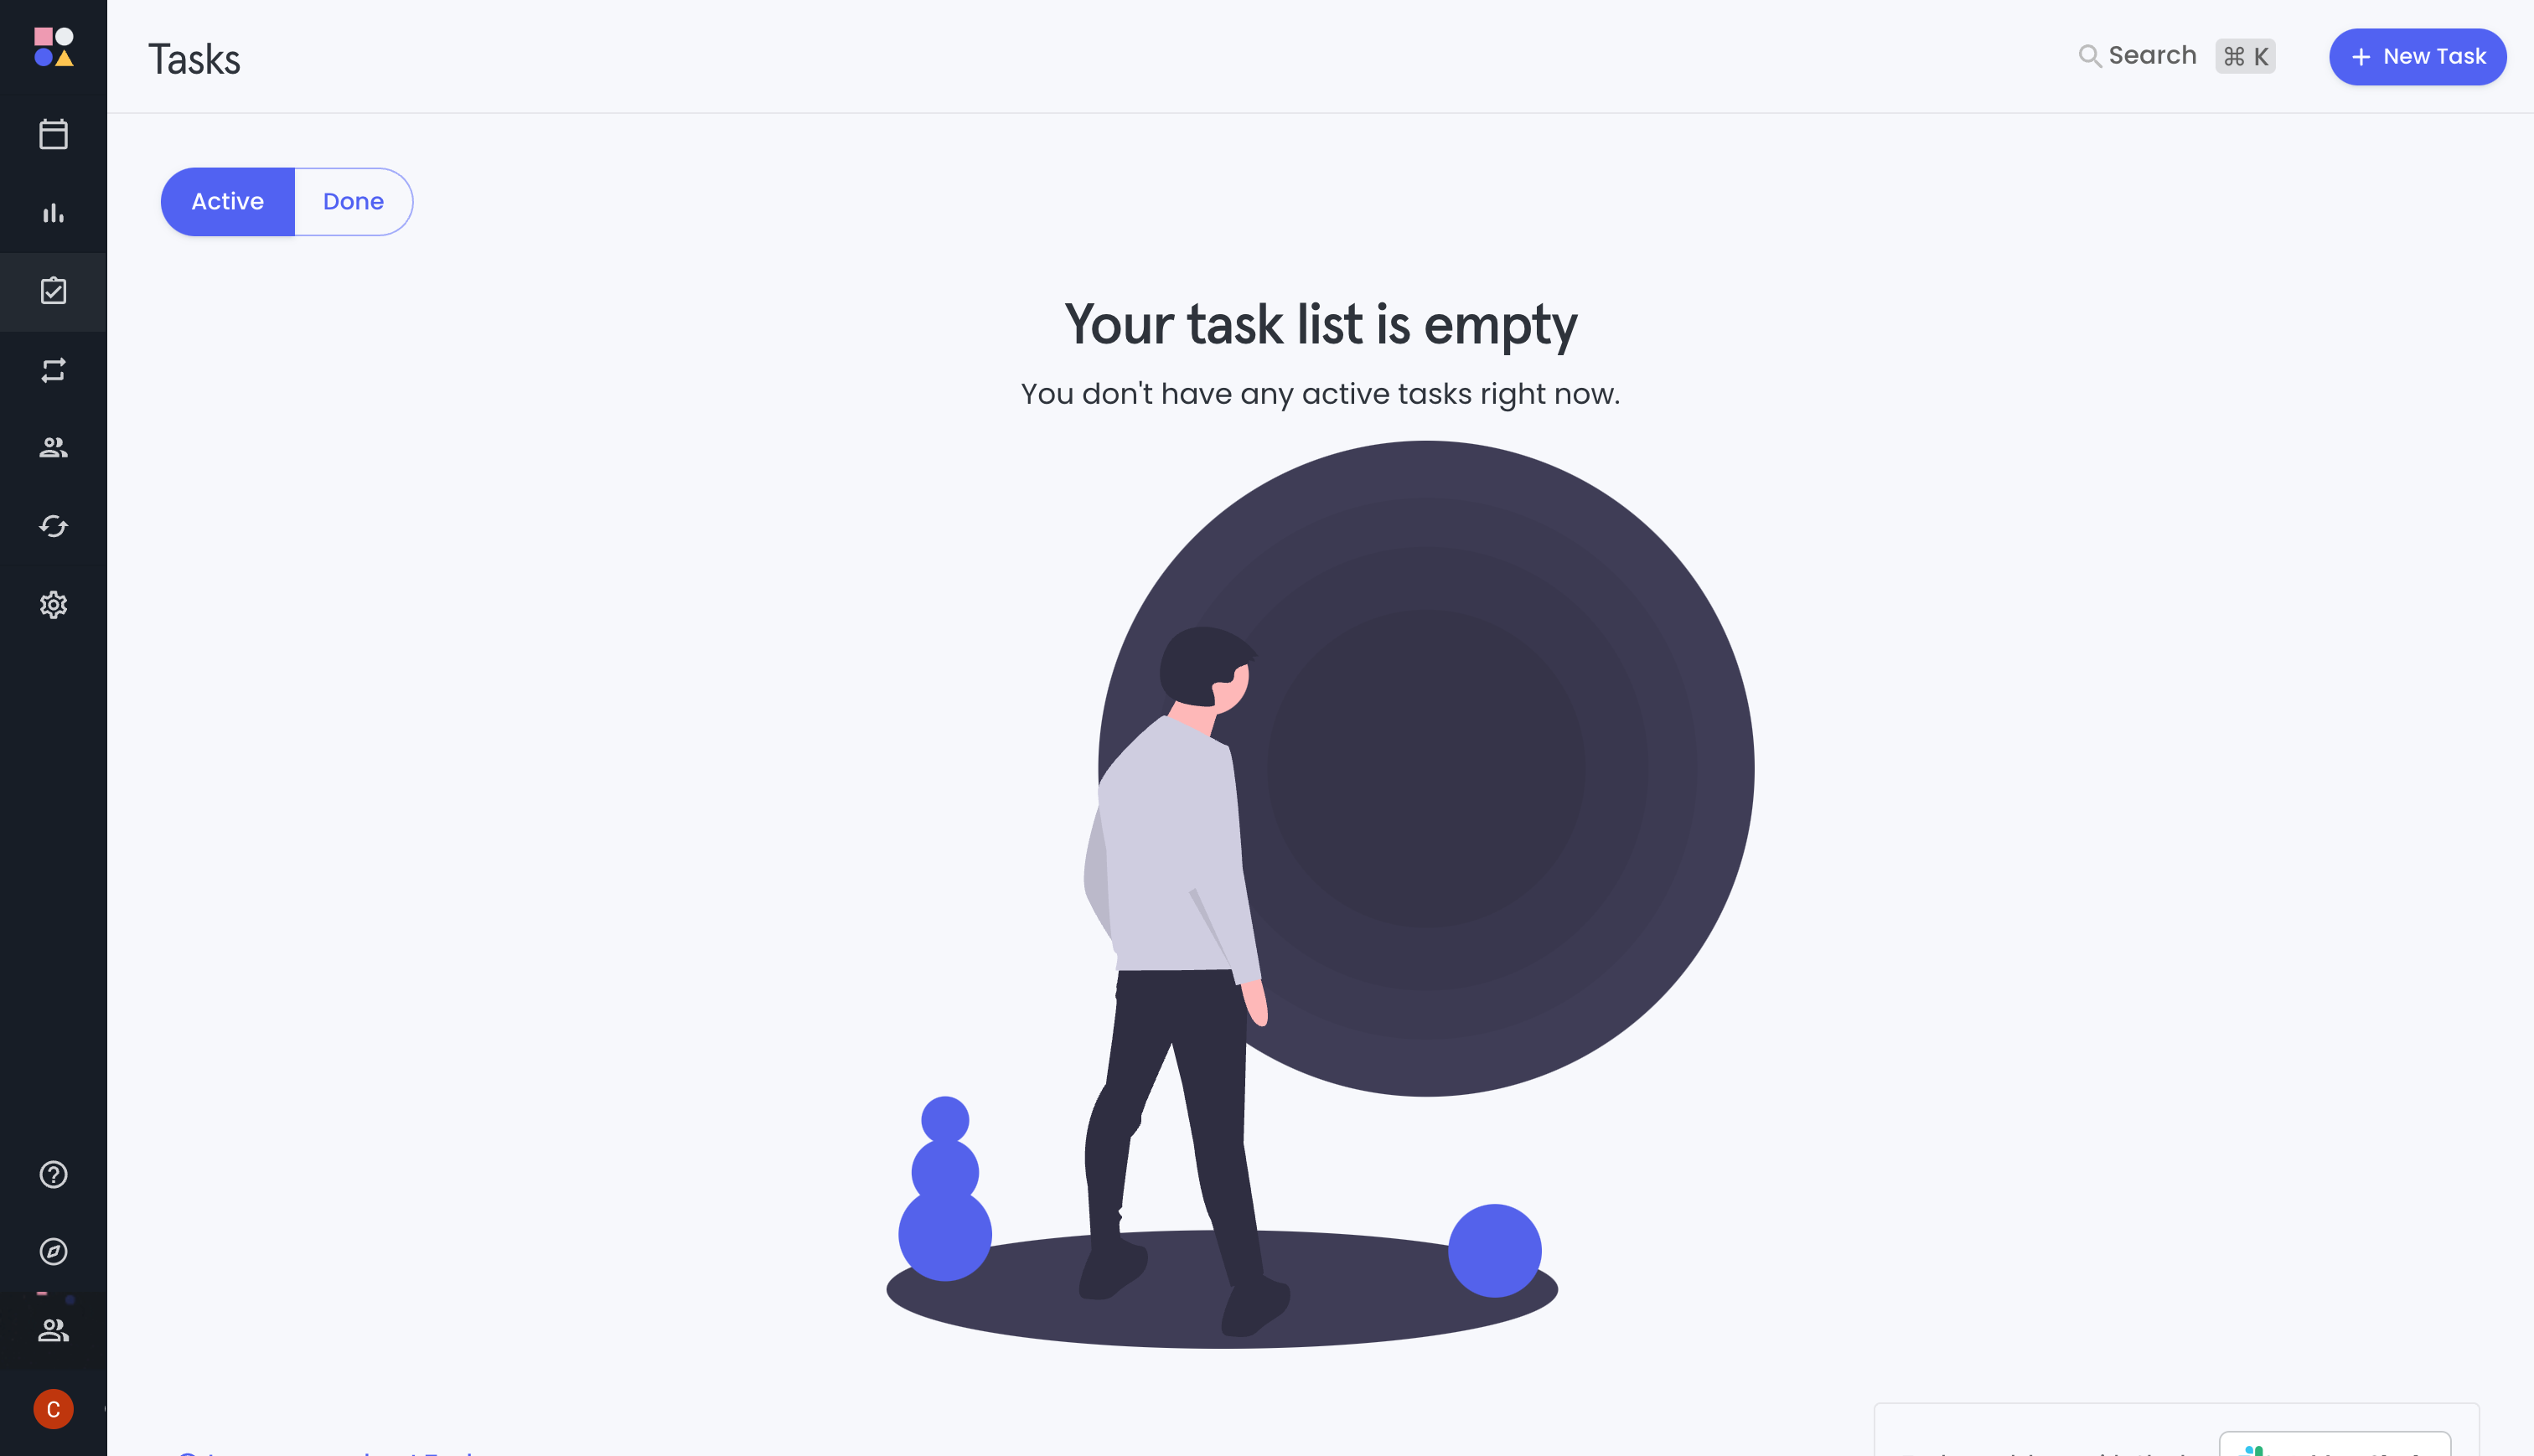 Tasks
Search ⌘ K
+ New Task
Active
Done
Your task list is empty
You don't have any active tasks right now.
C